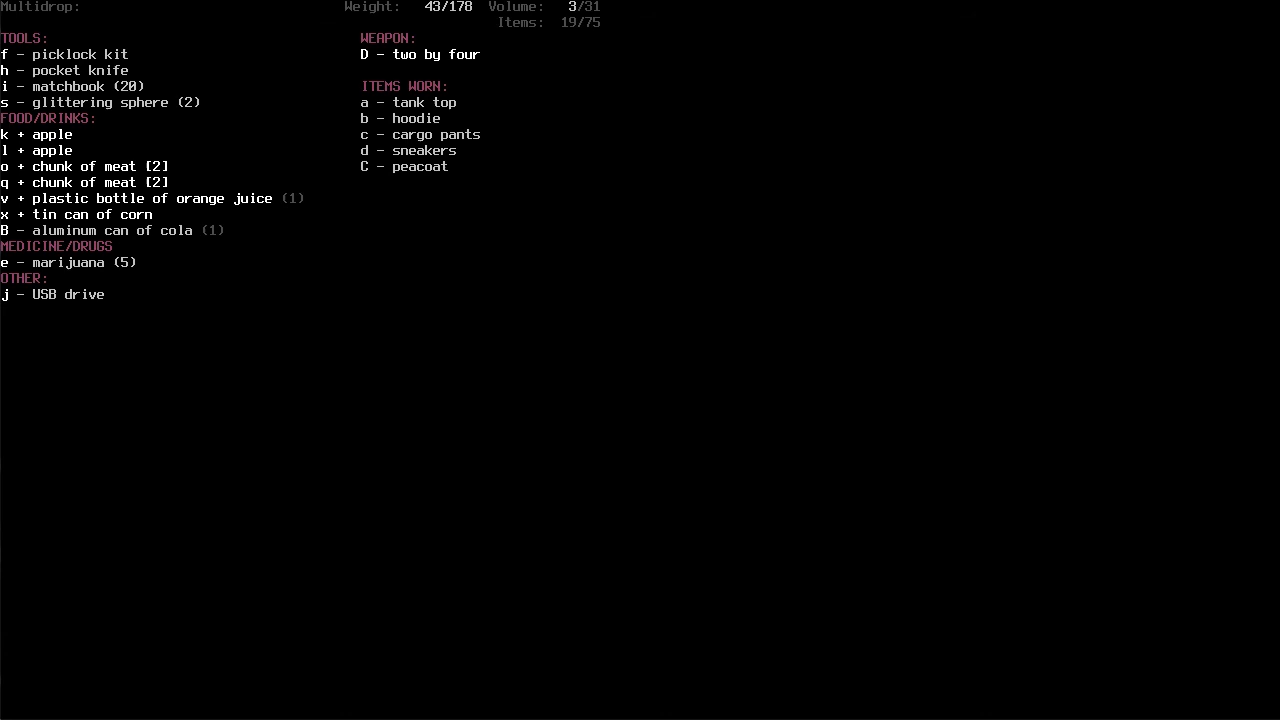 Multidrop: Weight: 43/178 Volume: 3/31
Items: 19/75
TOOLS:
f - picklock kit
h - pocket knife
i - matchbook (20)
s - glittering sphere (2)
FOOD/DRINKS:
k + apple
l + apple
o + chunk of meat [2]
q + chunk of meat [2]
v + plastic bottle of orange juice (1)
x + tin can of corn
B - aluminum can of cola (1)
MEDICINE/DRUGS
e - marijuana (5)
OTHER:
j - USB drive
WEAPON:
D - two by four
ITEMS WORN:
a - tank top
b - hoodie
c - cargo pants
d - sneakers
C - peacoat